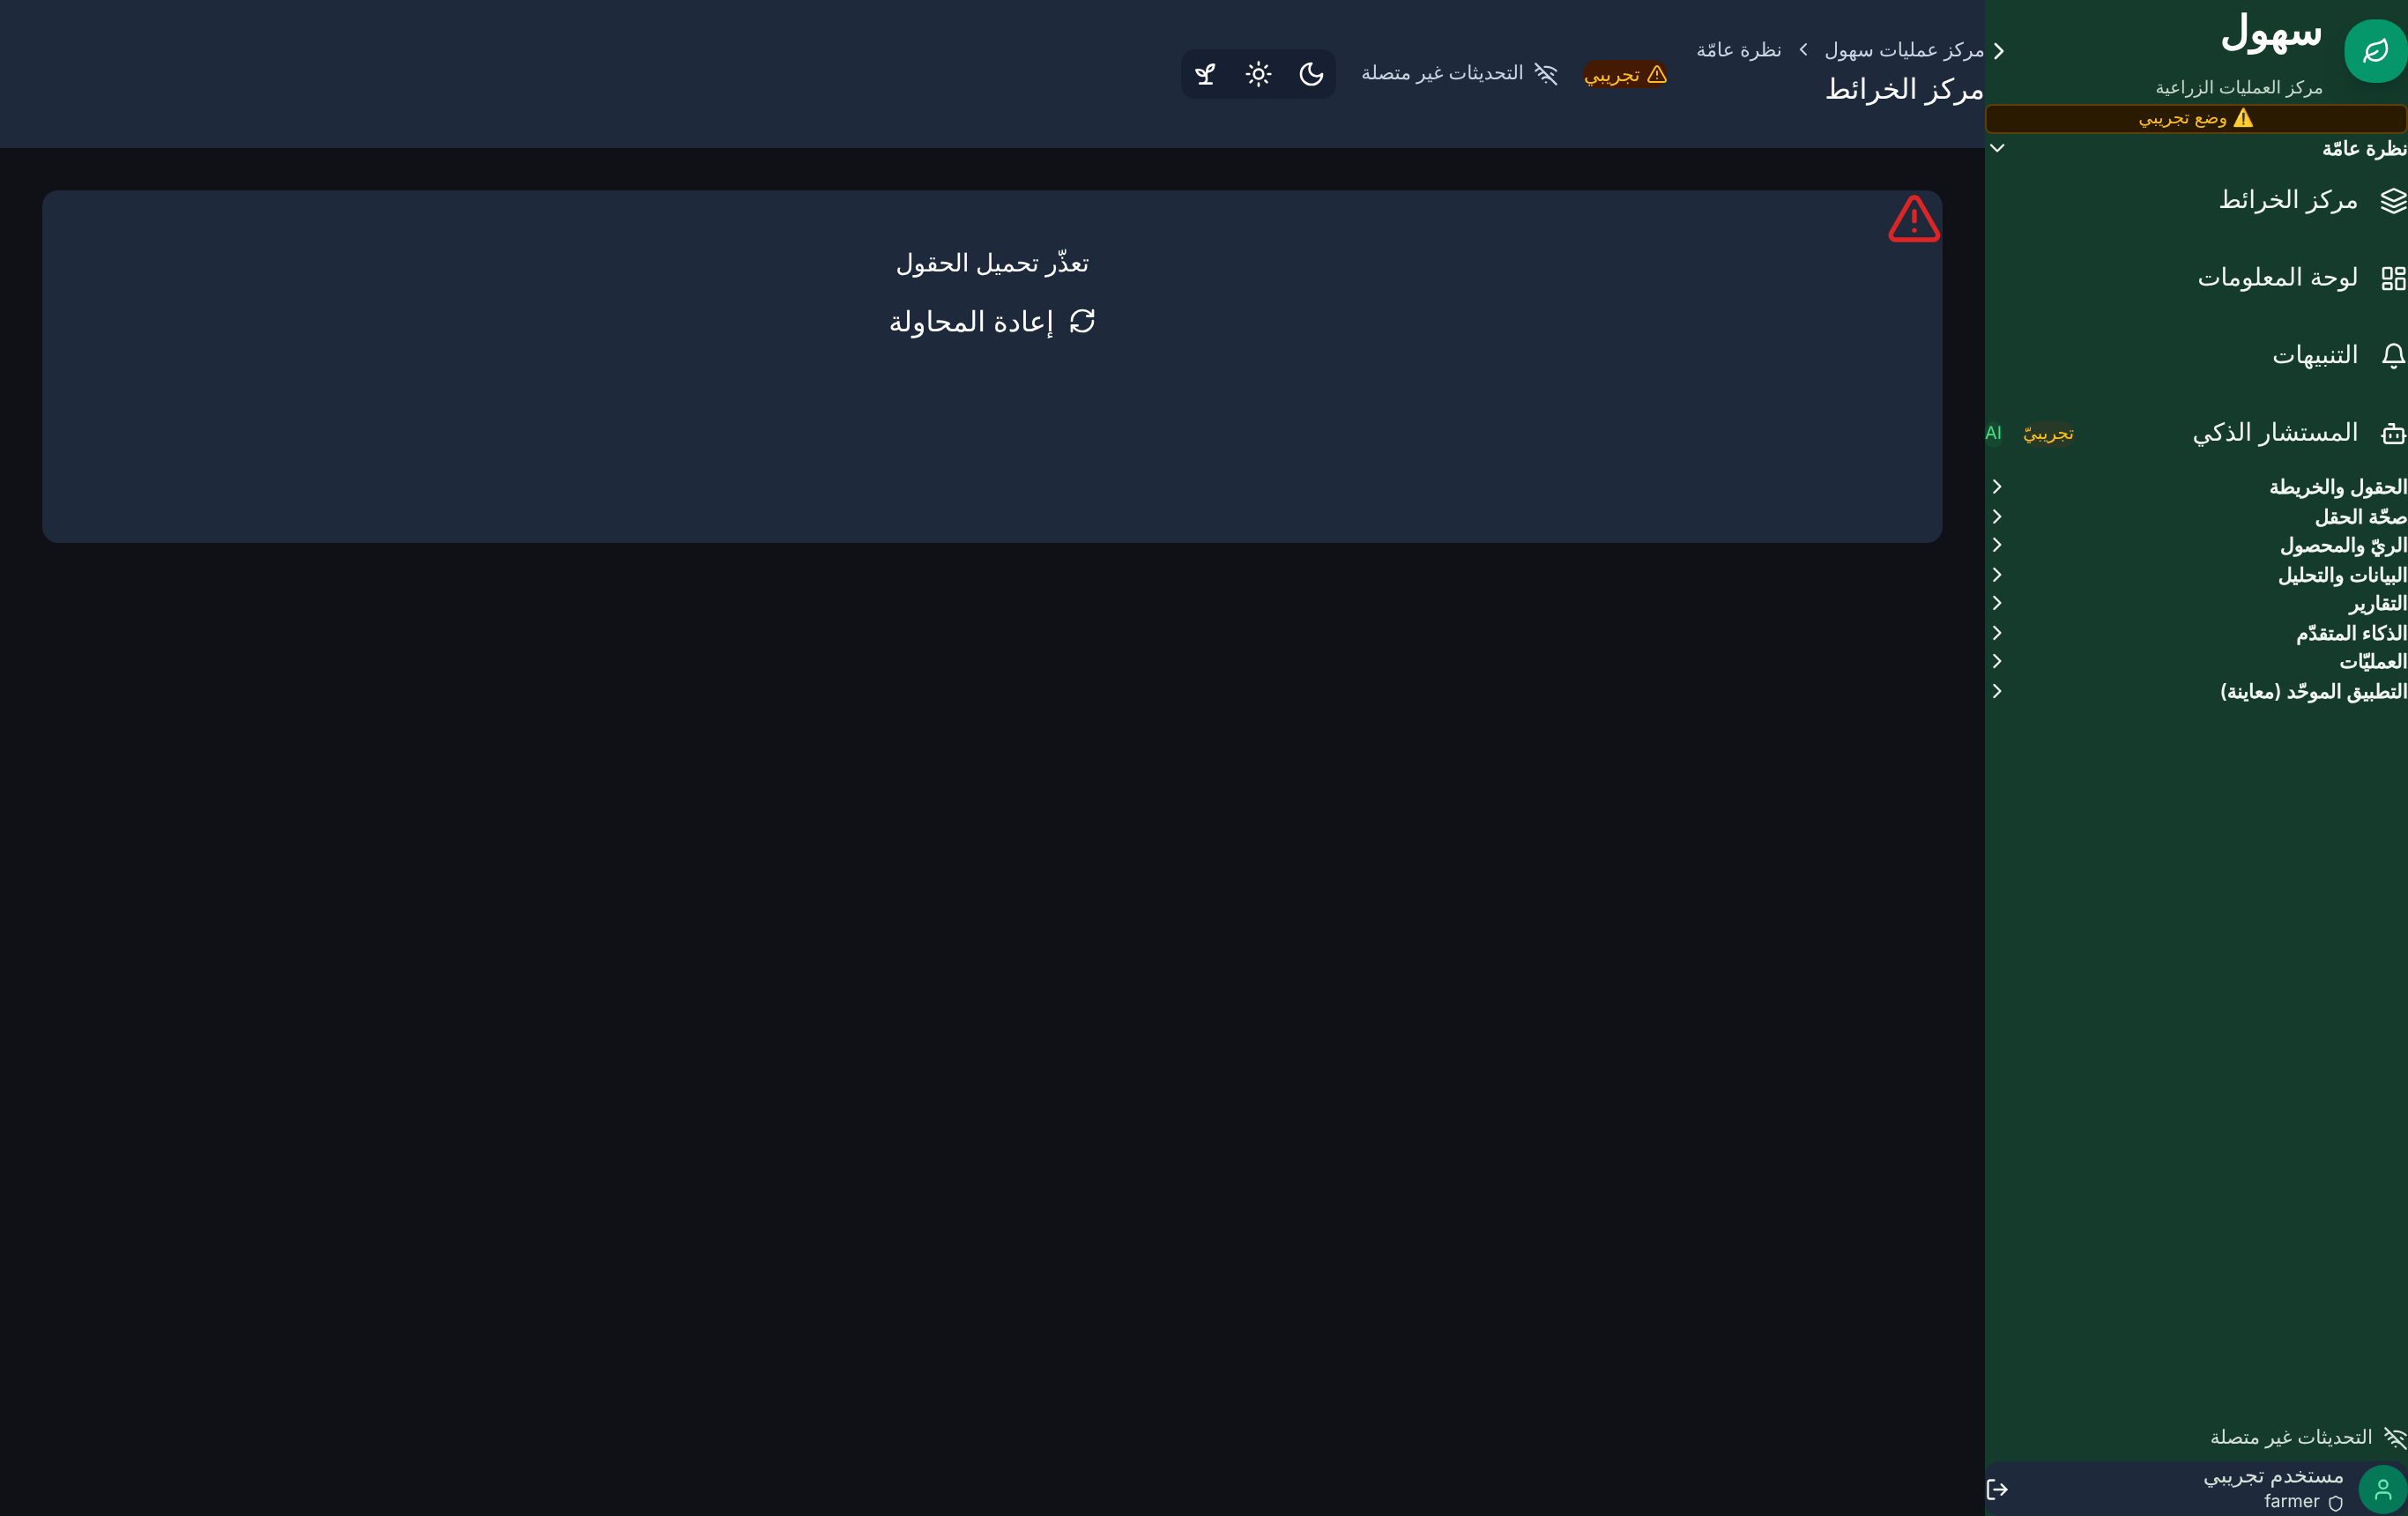 سهول
مركز العمليات الزراعية
⚠️ وضع تجريبي
نظرة عامّة
مركز الخرائط
لوحة المعلومات
التنبيهات
المستشار الذكي تجريبيّ AI
الحقول والخريطة
صحّة الحقل
الريّ والمحصول
البيانات والتحليل
التقارير
الذكاء المتقدّم
العمليّات
التطبيق الموحّد (معاينة)
التحديثات غير متصلة
مستخدم تجريبي
farmer
مركز عمليات سهول نظرة عامّة
مركز الخرائط
تجريبي
التحديثات غير متصلة
تعذّر تحميل الحقول
إعادة المحاولة